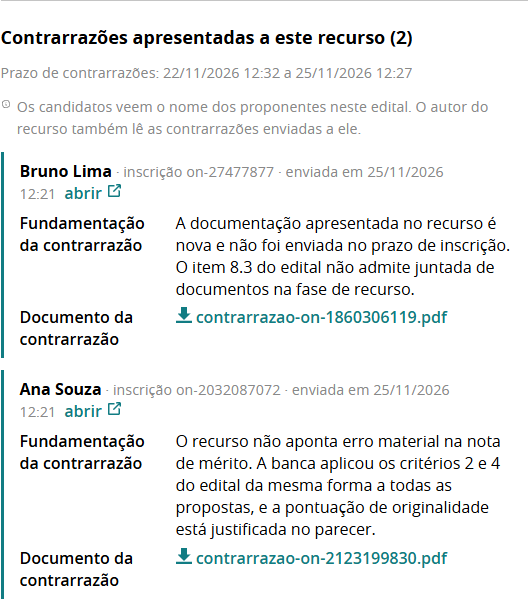 Contrarrazões apresentadas a este recurso (2)
Prazo de contrarrazões: 22/11/2026 12:32 a 25/11/2026 12:27
Os candidatos veem o nome dos proponentes neste edital. O autor do
recurso também lê as contrarrazões enviadas a ele.
Bruno Lima · inscrição on-27477877 · enviada em 25/11/2026
12:21 abrir
Fundamentação
da contrarrazão
A documentação apresentada no recurso é
nova e não foi enviada no prazo de inscrição.
O item 8.3 do edital não admite juntada de
documentos na fase de recurso.
Documento da
contrarrazão
contrarrazao-on-1860306119.pdf
Ana Souza · inscrição on-2032087072 · enviada em 25/11/2026
12:21 abrir
Fundamentação
da contrarrazão
O recurso não aponta erro material na nota
de mérito. A banca aplicou os critérios 2 e 4
do edital da mesma forma a todas as
propostas, e a pontuação de originalidade
está justificada no parecer.
Documento da
contrarrazão
contrarrazao-on-2123199830.pdf